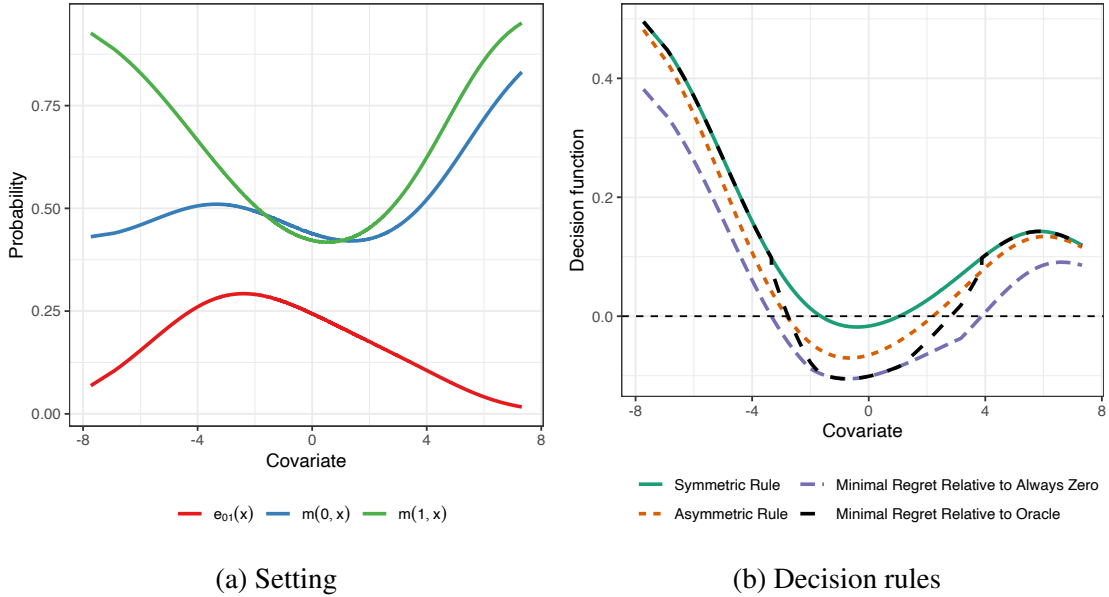 0.00
0.25
0.50
0.75
Probability
-8
-4
0
4
8
Covariate
e₀₁(x)
m(0, x)
m(1, x)
(a) Setting
0.0
0.2
0.4
Decision function
-8
-4
0
4
8
Covariate
Symmetric Rule
Minimal Regret Relative to Always Zero
Asymmetric Rule
Minimal Regret Relative to Oracle
(b) Decision rules